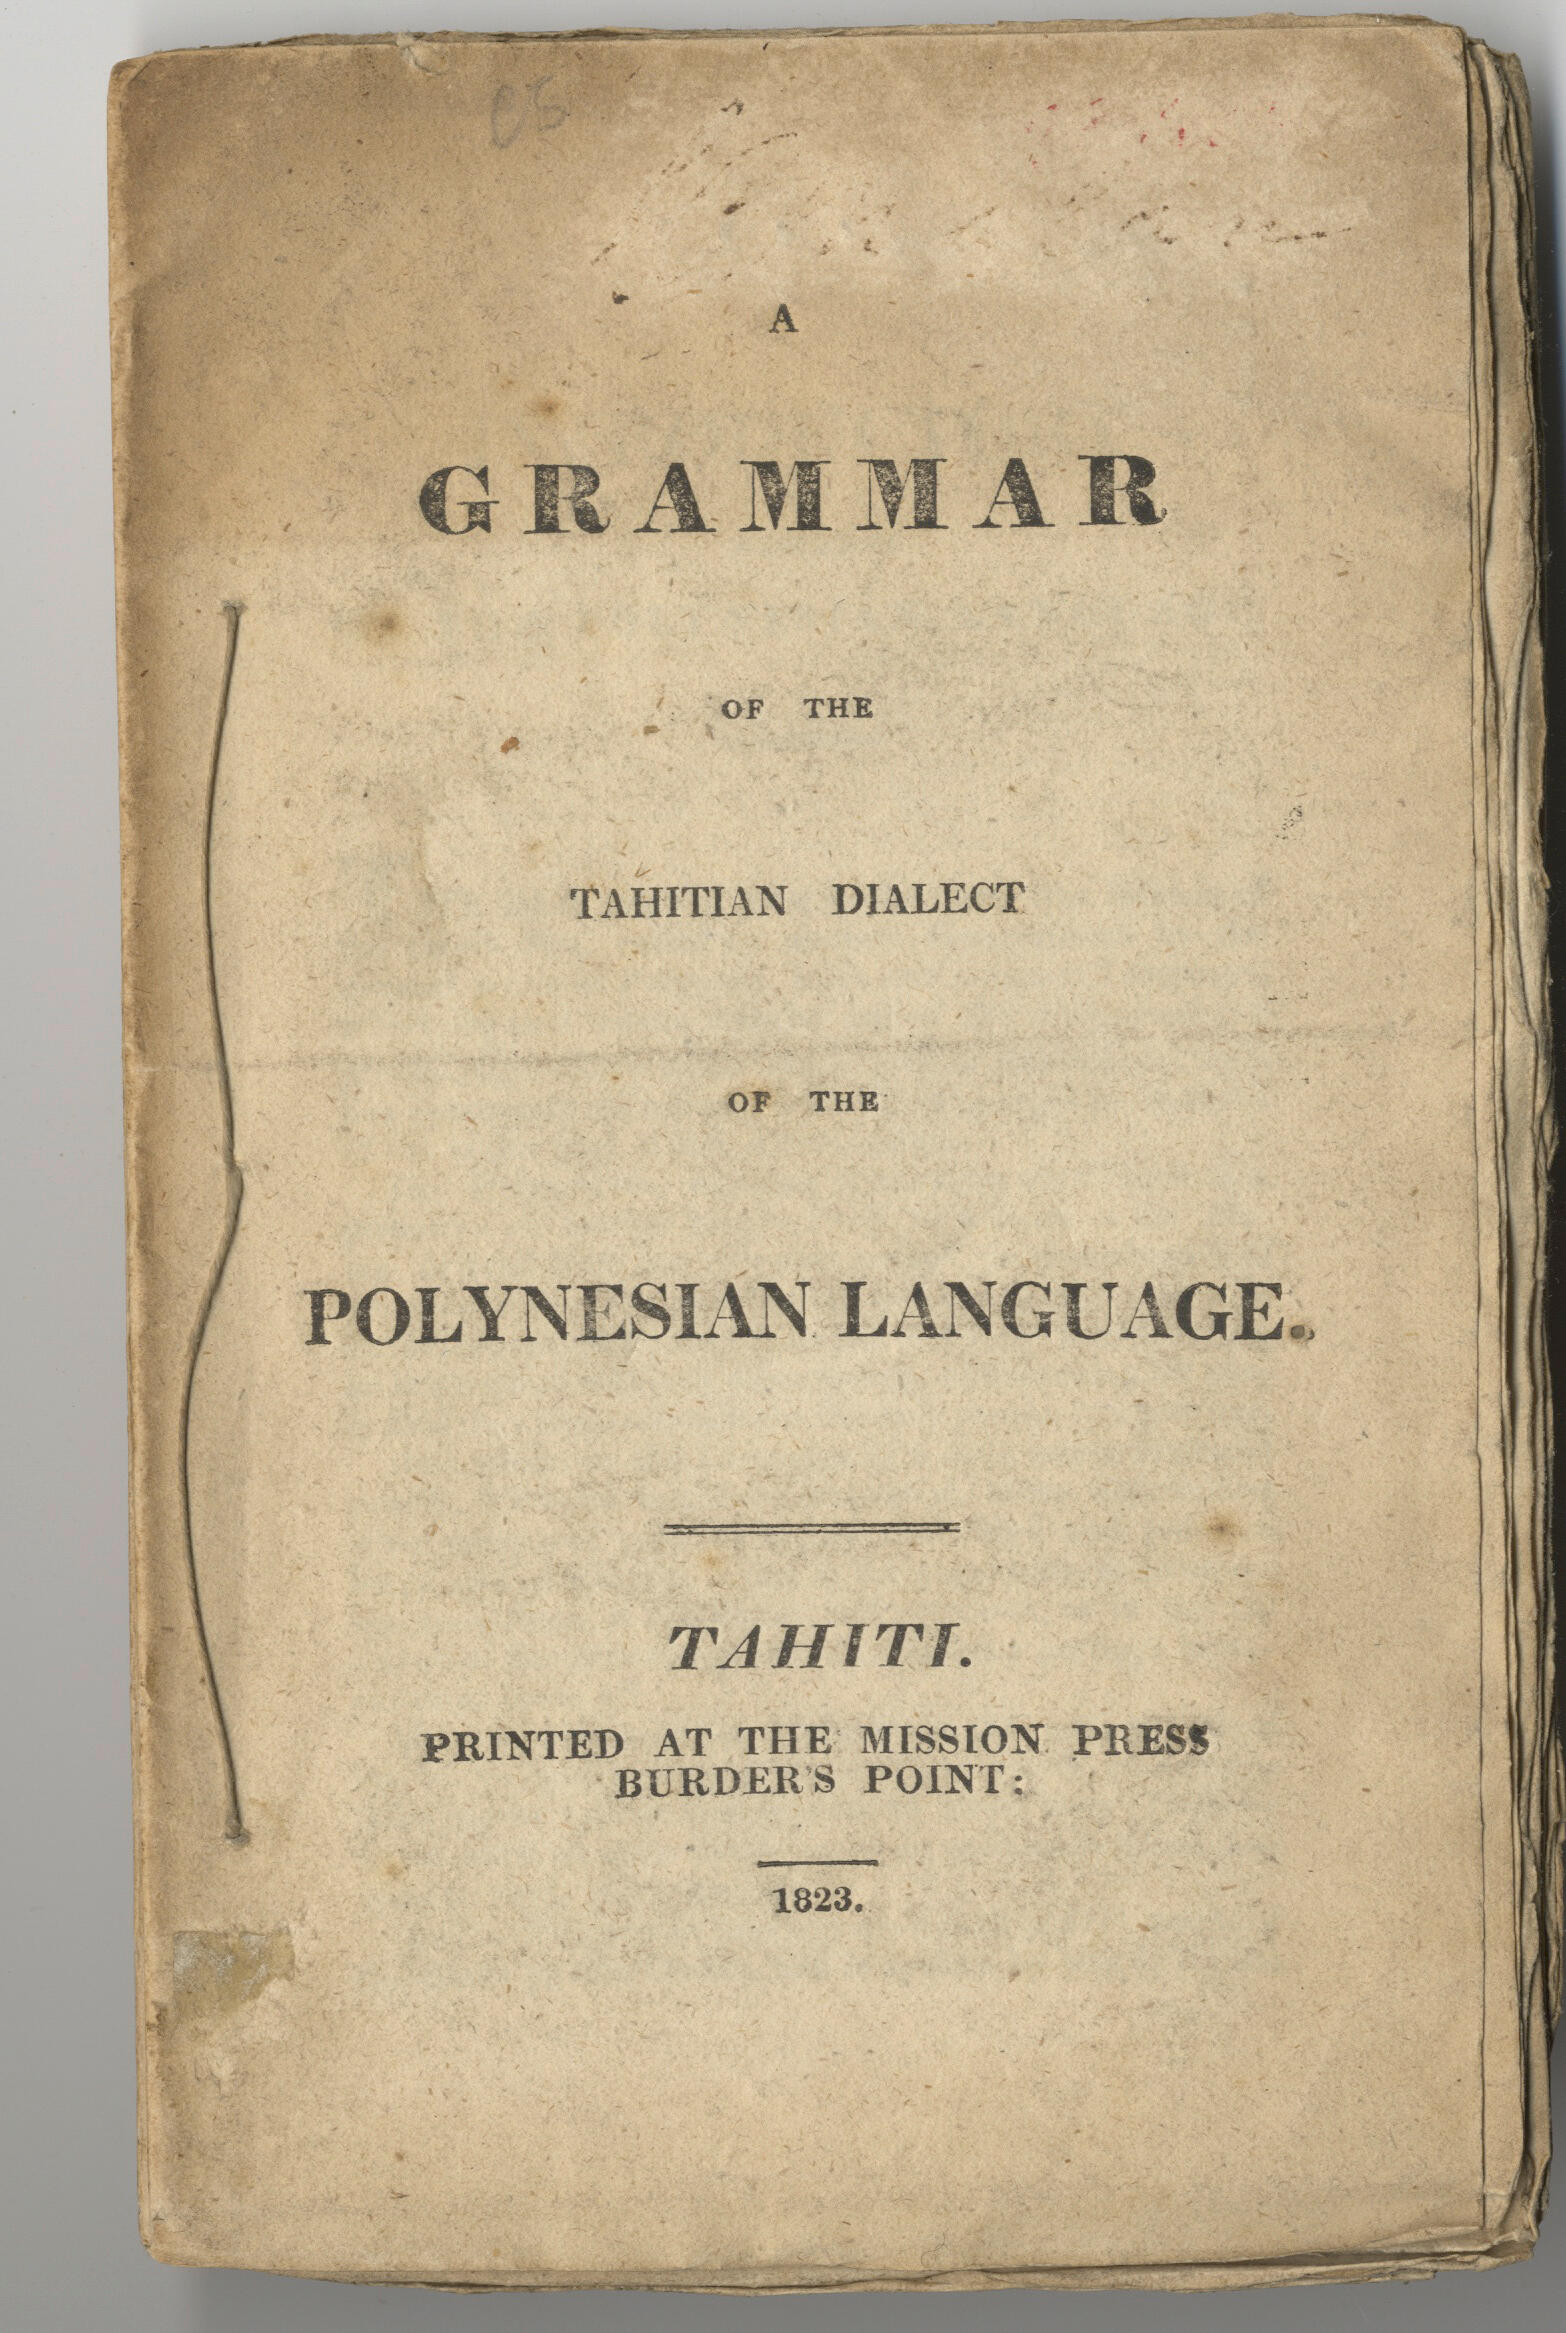 A
GRAMMAR
OF THE
TAHITIAN DIALECT
OF THE
POLYNESIAN LANGUAGE.
TAHITI.
PRINTED AT THE MISSION PRESS
BURDER'S POINT:
1823.